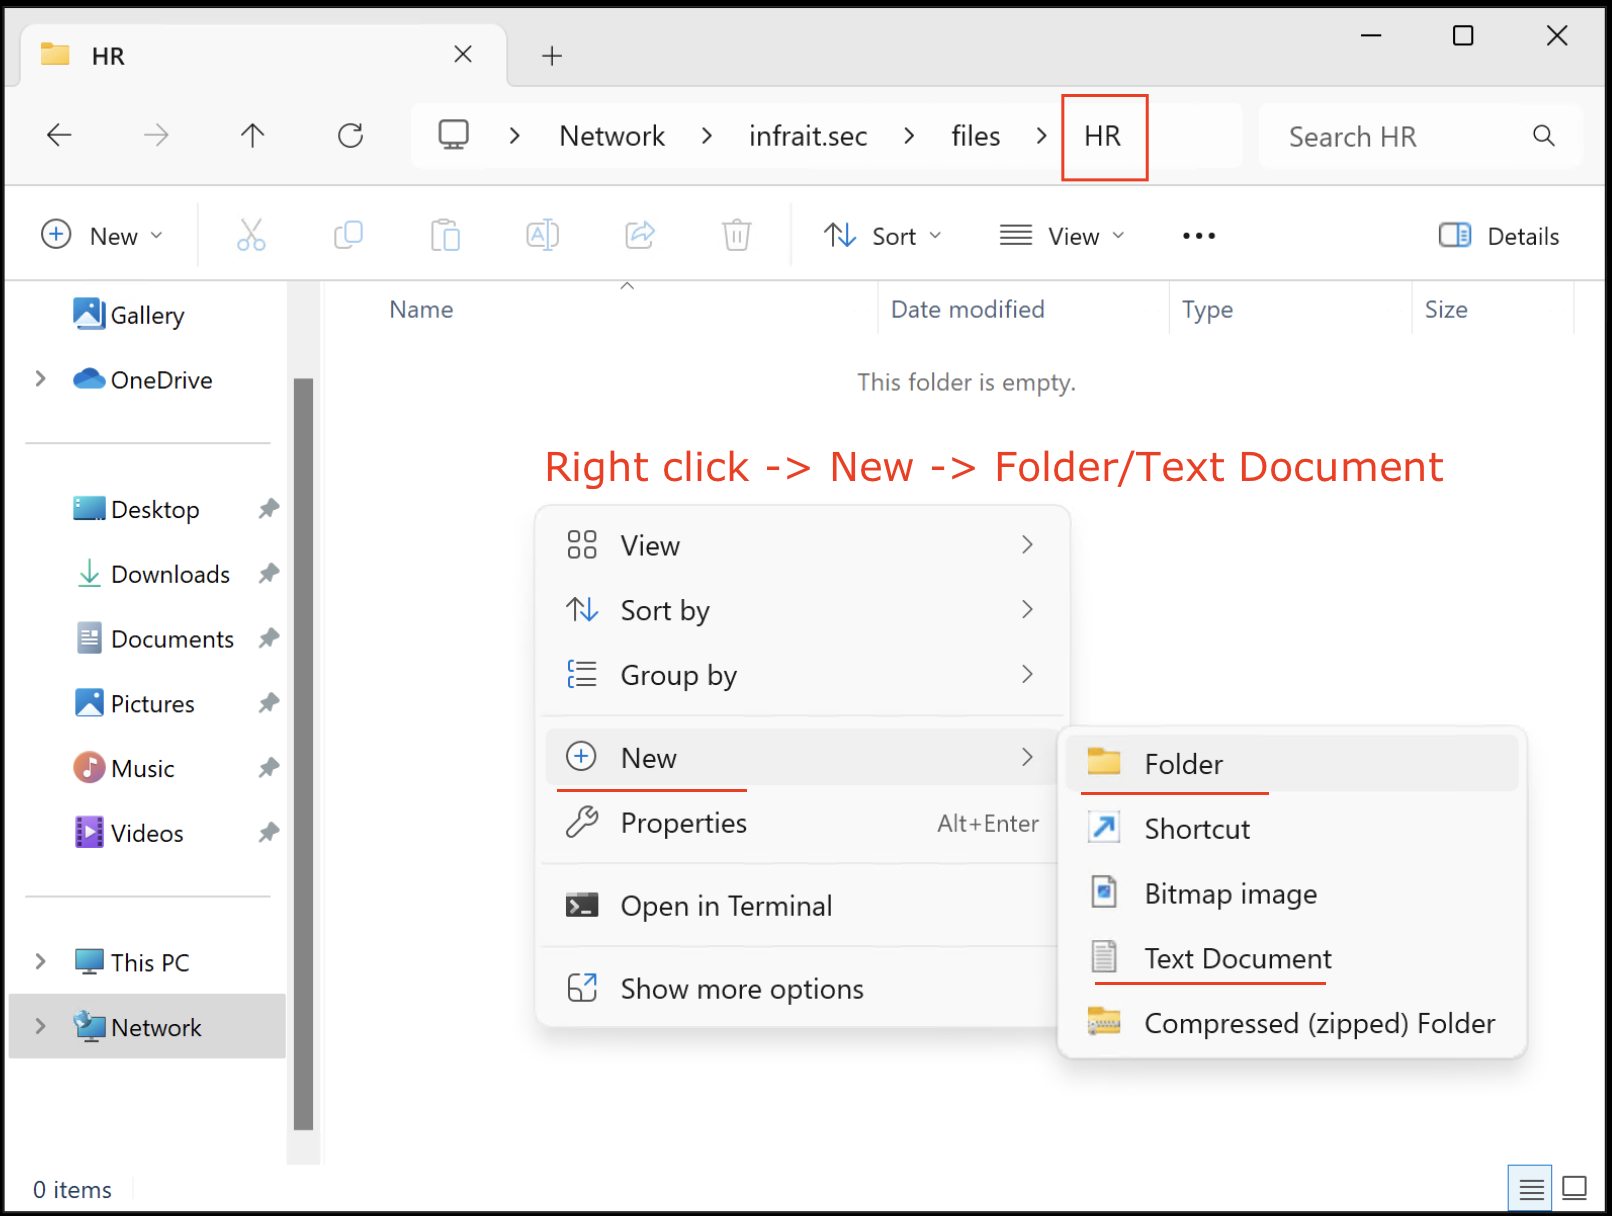 HR
Network
infrait.sec
files
HR
Search HR
New
Sort
View
Details
Gallery
OneDrive
Desktop
Downloads
Documents
Pictures
Music
Videos
This PC
Network
Name
Date modified
Type
Size
This folder is empty.
Right click -> New -> Folder/Text Document
View
Sort by
Group by
New
Properties Alt+Enter
Open in Terminal
Show more options
Folder
Shortcut
Bitmap image
Text Document
Compressed (zipped) Folder
0 items